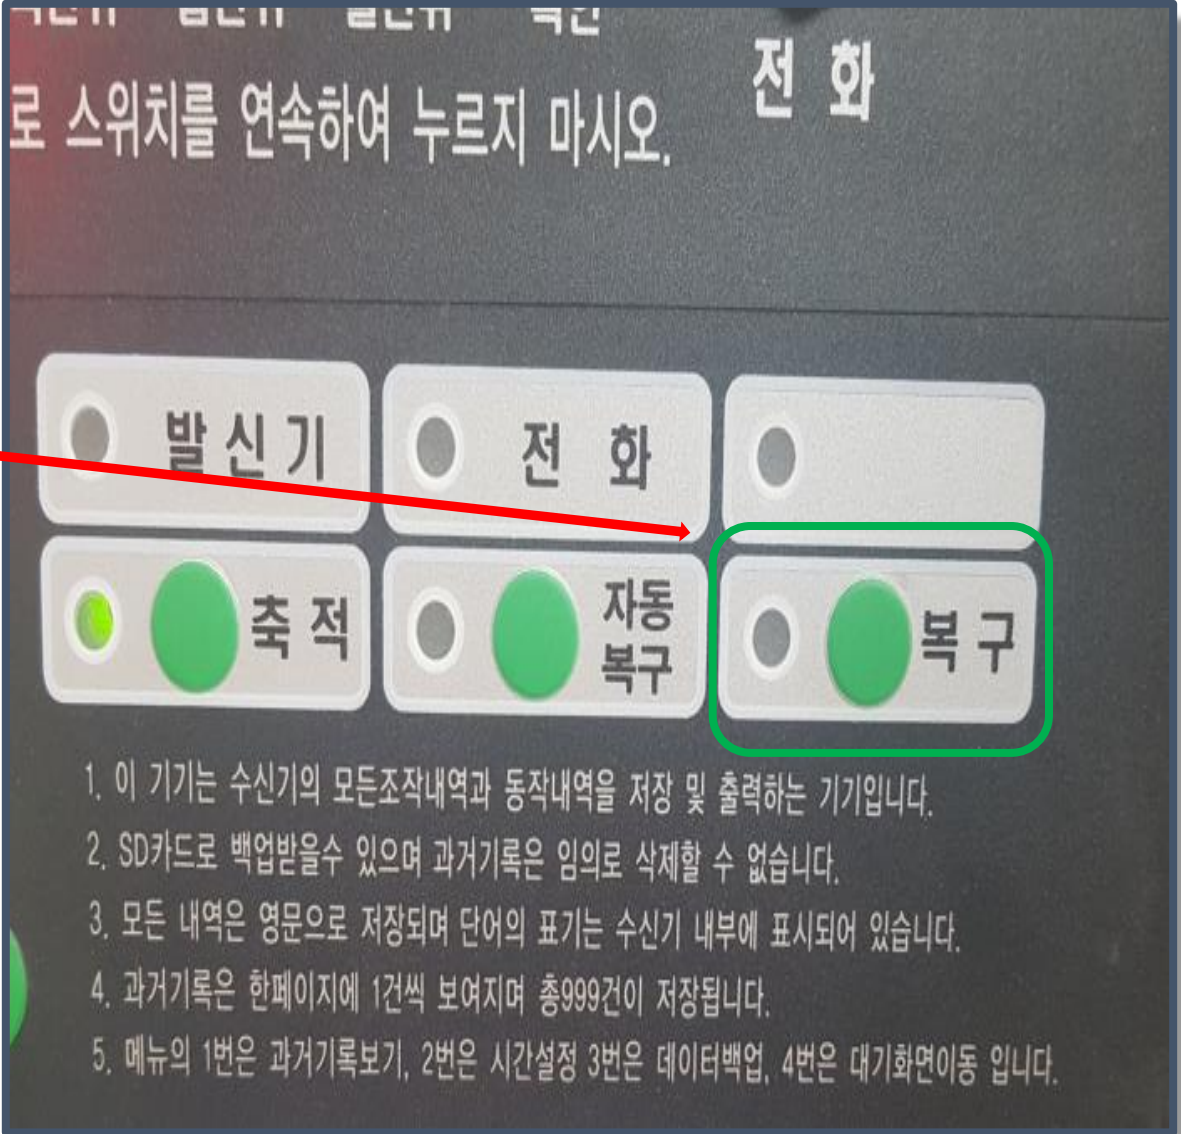 전 화
로 스위치를 연속하여 누르지 마시오.
발신기
전 화
축적
자동
복구
복구
1. 이 기기는 수신기의 모든조작내역과 동작내역을 저장 및 출력하는 기기입니다.
2. SD카드로 백업받을수 있으며 과거기록은 임의로 삭제할 수 없습니다.
3. 모든 내역은 영문으로 저장되며 단어의 표기는 수신기 내부에 표시되어 있습니다.
4. 과거기록은 한페이지에 1건씩 보여지며 총999건이 저장됩니다.
5. 메뉴의 1번은 과거기록보기, 2번은 시간설정 3번은 데이터백업, 4번은 대기화면이동 입니다.